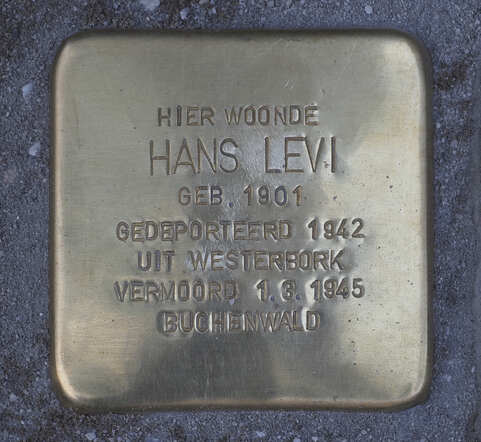 HIER WOONDE
HANS LEVI
GEB. 1901
GEDEPORTEERD 1942
UIT WESTERBORK
VERMOORD 1.3.1945
BUCHENWALD